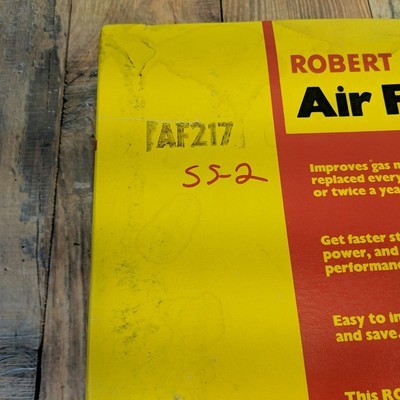 AF217
SS-2
ROBERT
Air F
Improves gas m
replaced every
or twice a yea
Get faster st
power, and
performanc
Easy to in
and save.
This RO